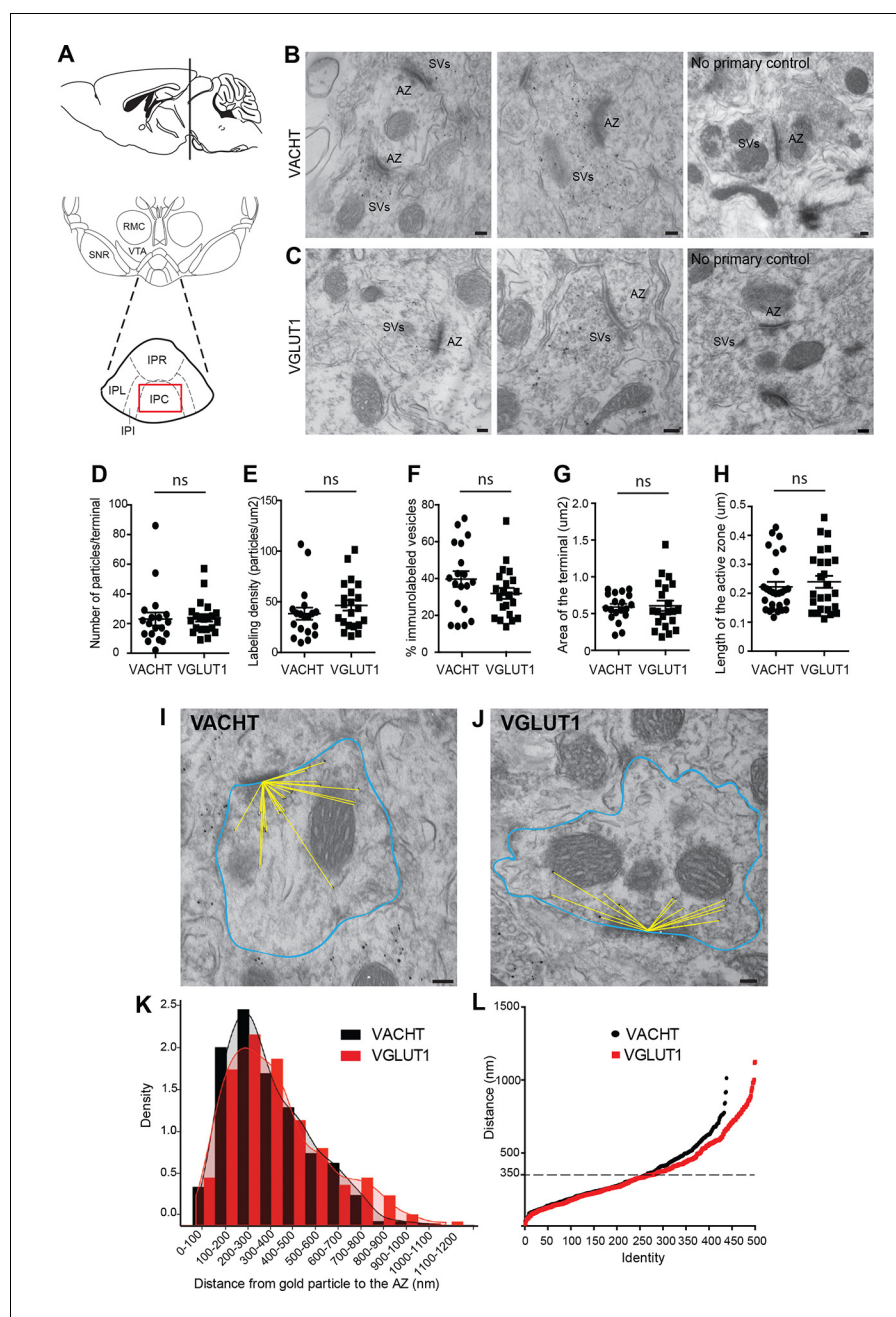 A
RMC
SNR
VTA
IPR
IPL
IPC
IPI
B
VACHT
SVs
AZ
AZ
SVs
AZ
SVs
No primary control
SVs
AZ
C
VGLUT1
SVs
AZ
AZ
SVs
No primary control
AZ
SVs
D
ns
Number of particles/terminal
100
80
60
40
20
0
VACHT VGLUT1
E
ns
Labeling density (particles/um2)
150
100
50
0
VACHT VGLUT1
F
ns
% immunolabeled vesicles
80
60
40
20
0
VACHT VGLUT1
G
ns
Area of the terminal (um2)
2.0
1.5
1.0
0.5
0.0
VACHT VGLUT1
H
ns
Length of the active zone (um)
0.5
0.4
0.3
0.2
0.1
0
VACHT VGLUT1
I
VACHT
J
VGLUT1
K
Density
2.5
2.0
1.5
1.0
0.5
0.0
VACHT
VGLUT1
0-100
100-200
200-300
300-400
400-500
500-600
600-700
700-800
800-900
900-1000
1000-1100
1100-1200
Distance from gold particle to the AZ (nm)
L
Distance (nm)
1500
1000
500
350
VACHT
VGLUT1
0 50 100 150 200 250 300 350 400 450 500
Identity